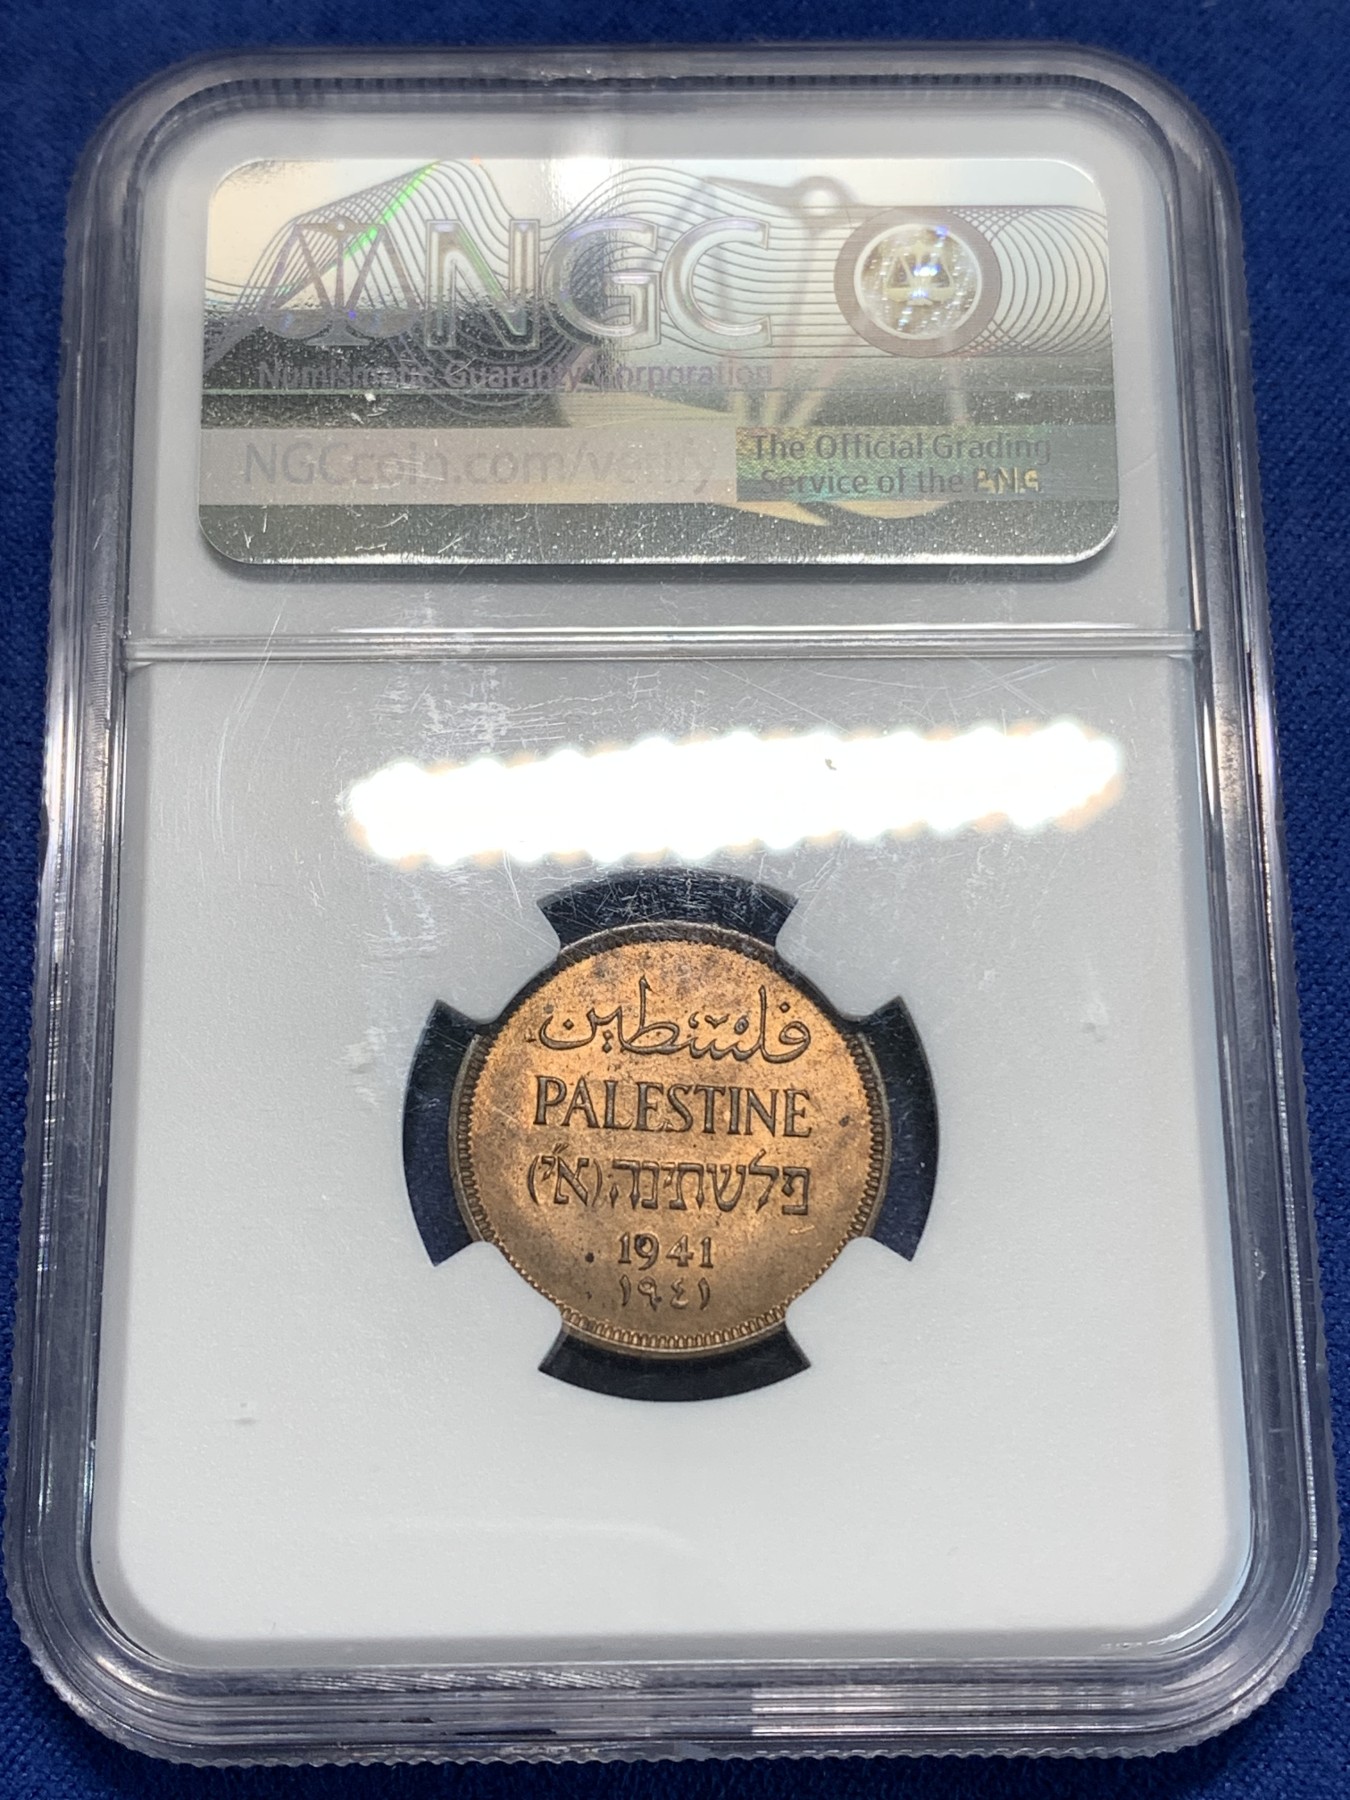 NGC
Numismatic Guaranty Corporation
NGCcoin.com/verify
The Official Grading
Service of the PNG
فلسطين
PALESTINE
פלשתינה (א״י)
1941
١٩٤١